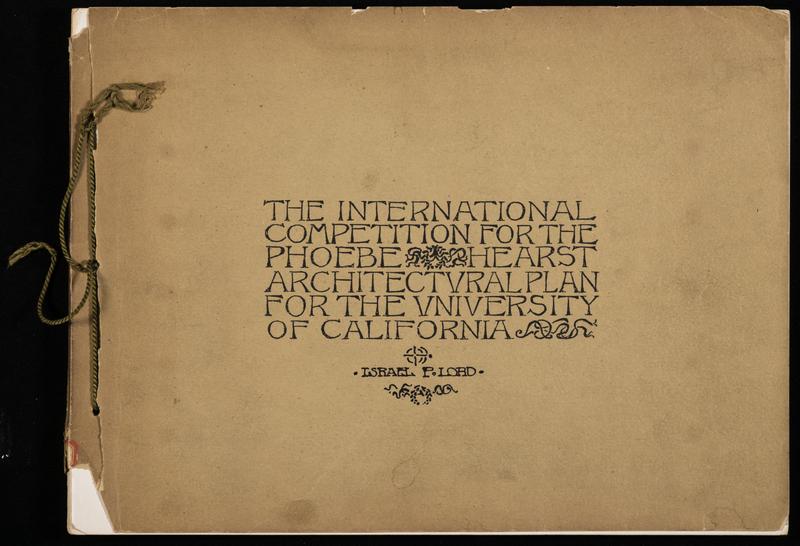 THE INTERNATIONAL
COMPETITION FOR THE
PHOEBE HEARST
ARCHITECTVRAL PLAN
FOR THE VNIVERSITY
OF CALIFORNIA
· ISRAEL P. LORD ·